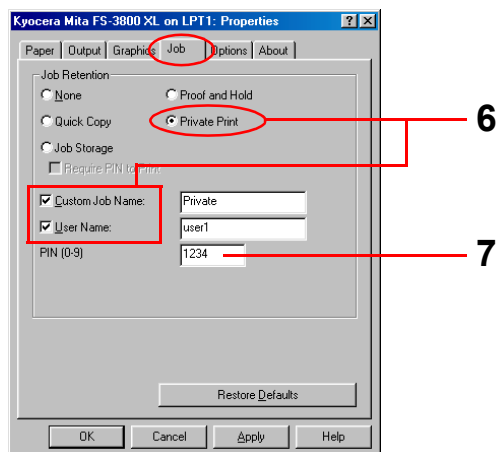 Kyocera Mita FS-3800 XL on LPT1: Properties
Paper Output Graphics Job Options About
Job Retention
None Proof and Hold
Quick Copy Private Print 6
Job Storage
Require PIN to Print
Custom Job Name: Private
User Name: user1
PIN (0-9) 1234 7
Restore Defaults
OK Cancel Apply Help